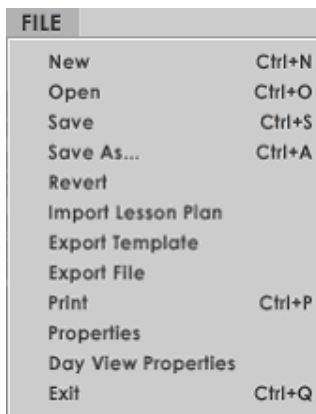 FILE
New Ctrl+N
Open Ctrl+O
Save Ctrl+S
Save As... Ctrl+A
Revert
Import Lesson Plan
Export Template
Export File
Print Ctrl+P
Properties
Day View Properties
Exit Ctrl+Q